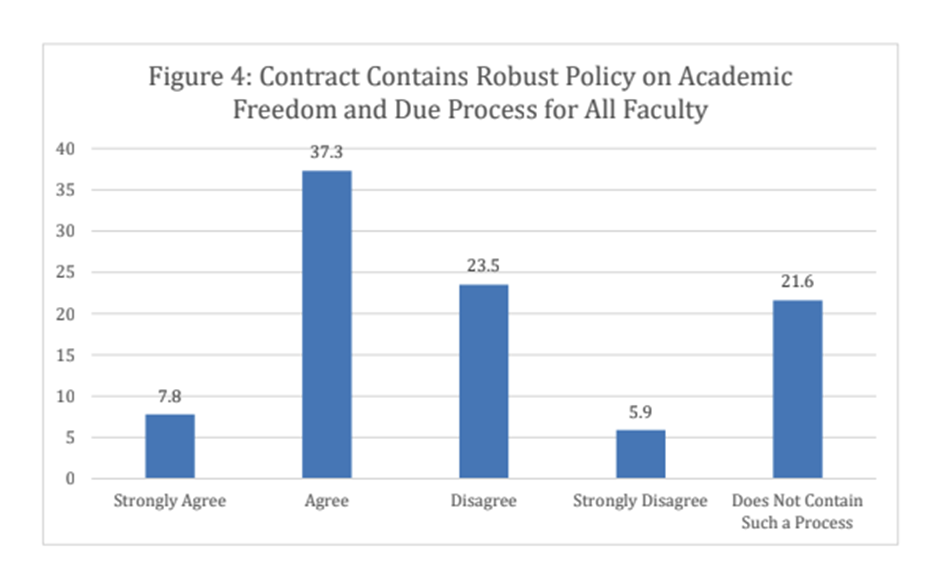 Figure 4: Contract Contains Robust Policy on Academic
Freedom and Due Process for All Faculty
40
35
30
25
20
15
10
5
0
7.8
37.3
23.5
5.9
21.6
Strongly Agree
Agree
Disagree
Strongly Disagree
Does Not Contain
Such a Process